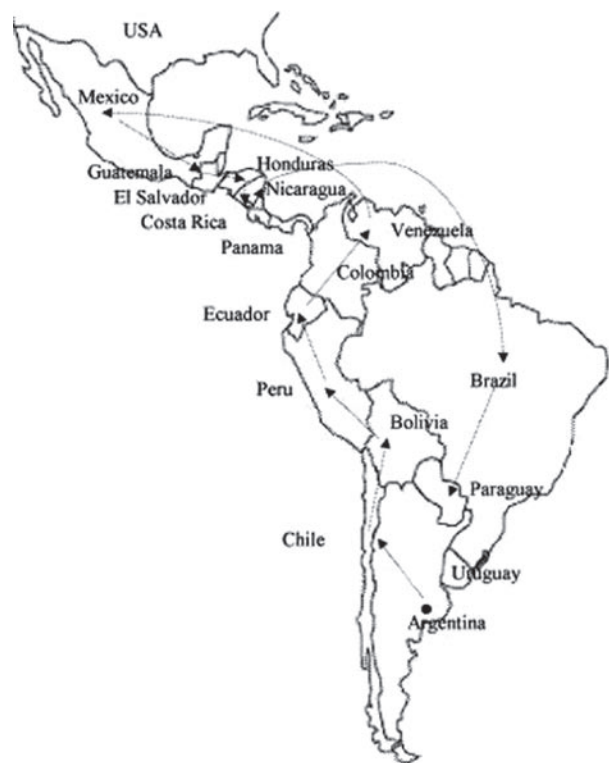 USA
Mexico
Guatemala
Honduras
El Salvador
Nicaragua
Costa Rica
Panama
Venezuela
Colombia
Ecuador
Peru
Brazil
Bolivia
Paraguay
Chile
Uruguay
Argentina